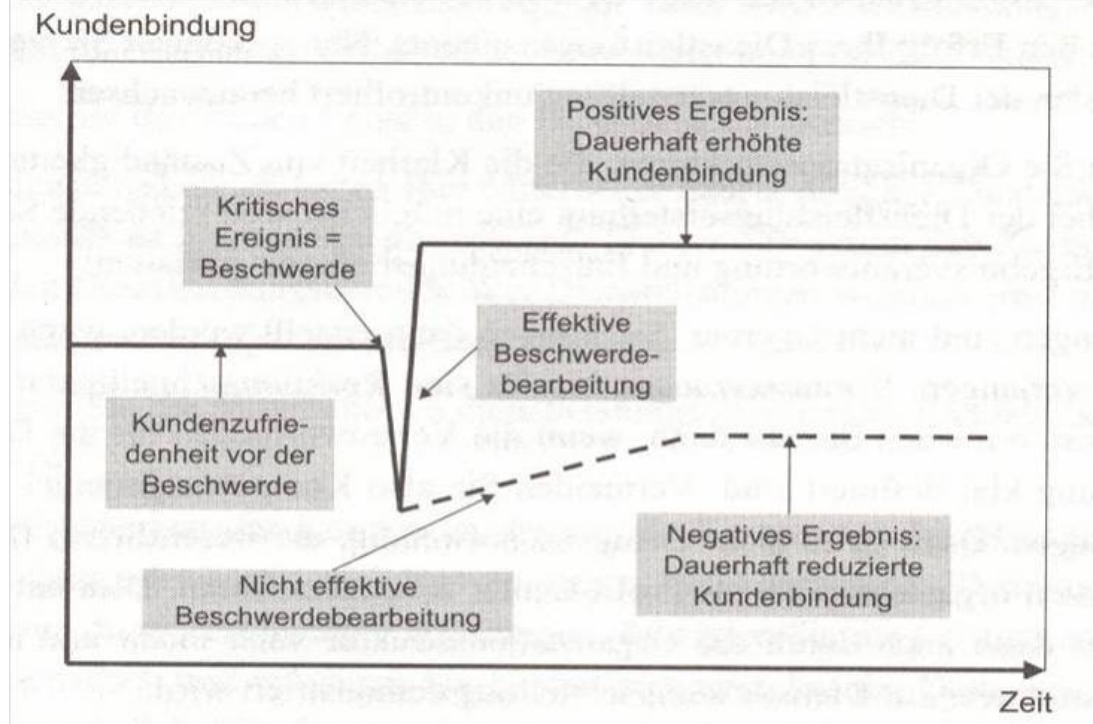 Kundenbindung
Positives Ergebnis:
Dauerhaft erhöhte
Kundenbindung
Kritisches
Ereignis =
Beschwerde
Effektive
Beschwerde-
bearbeitung
Kundenzufrie-
denheit vor der
Beschwerde
Negatives Ergebnis:
Dauerhaft reduzierte
Kundenbindung
Nicht effektive
Beschwerdebearbeitung
Zeit